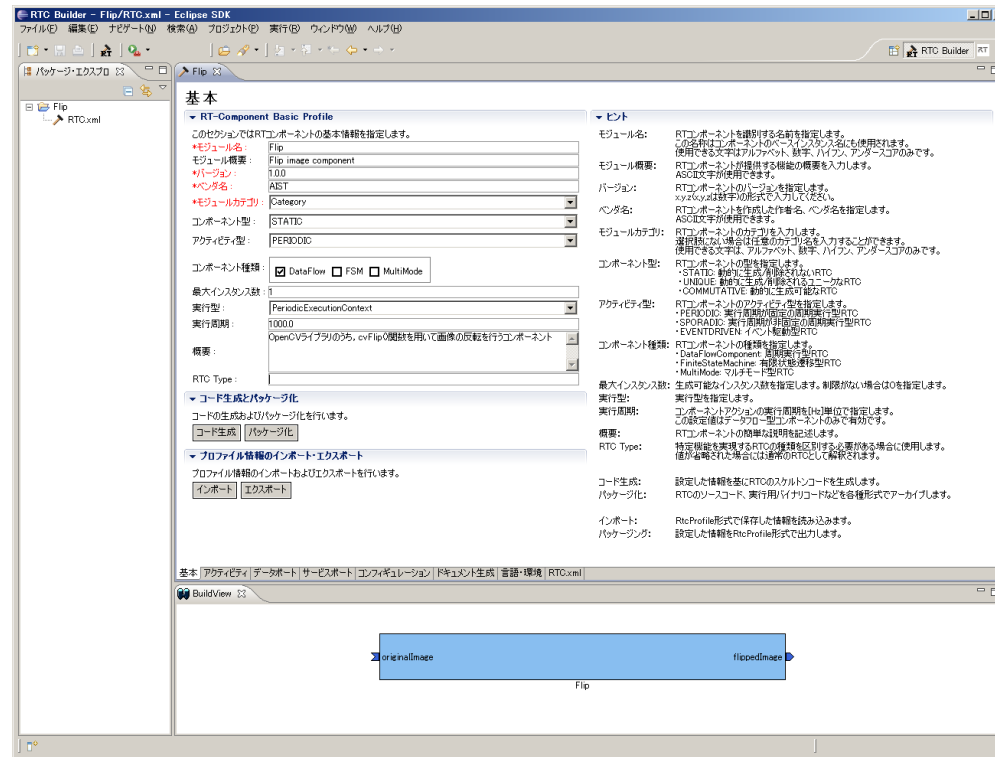 RTC Builder - Flip/RTC.xml - Eclipse SDK
ファイル(F) 編集(E) ナビゲート(N) 検索(A) プロジェクト(P) 実行(R) ウィンドウ(W) ヘルプ(H)
RTC Builder
パッケージ・エクスプロ
Flip
RTC.xml
Flip
基本
RT-Component Basic Profile
このセクションではRTコンポーネントの基本情報を指定します。
*モジュール名： Flip
モジュール概要： Flip image component
*バージョン： 1.0.0
*ベンダ名： AIST
*モジュールカテゴリ： Category
コンポーネント型： STATIC
アクティビティ型： PERIODIC
コンポーネント種類： DataFlow FSM MultiMode
最大インスタンス数： 1
実行型： PeriodicExecutionContext
実行周期： 1000.0
概要： OpenCVライブラリのうち，cvFlip()関数を用いて画像の反転を行うコンポーネント
RTC Type :
コード生成とパッケージ化
コードの生成およびパッケージ化を行います。
コード生成 パッケージ化
プロファイル情報のインポート・エクスポート
プロファイル情報のインポートおよびエクスポートを行います。
インポート エクスポート
ヒント
モジュール名: RTコンポーネントを識別する名前を指定します。
この名称はコンポーネントのベースインスタンス名にも使用されます。
使用できる文字はアルファベット、数字、ハイフン、アンダースコアのみです。
モジュール概要: RTコンポーネントが提供する機能の概要を入力します。
ASCII文字が使用できます。
バージョン: RTコンポーネントのバージョンを指定します。
x.y.z(x,y,zは数字)の形式で入力してください。
ベンダ名: RTコンポーネントを作成した作者名、ベンダ名を指定します。
ASCII文字が使用できます。
モジュールカテゴリ: RTコンポーネントのカテゴリを入力します。
選択肢にない場合は任意のカテゴリ名を入力することができます。
使用できる文字は、アルファベット、数字、ハイフン、アンダースコアのみです。
コンポーネント型: RTコンポーネントの型を指定します。
・STATIC: 動的に生成/削除されないRTC
・UNIQUE: 動的に生成/削除されるユニークなRTC
・COMMUTATIVE: 動的に生成可能なRTC
アクティビティ型: RTコンポーネントのアクティビティ型を指定します。
・PERIODIC: 実行周期が固定の周期実行型RTC
・SPORADIC: 実行周期が非固定の周期実行型RTC
・EVENTDRIVEN: イベント駆動型RTC
コンポーネント種類: RTコンポーネントの種類を指定します。
・DataFlowComponent: 周期実行型RTC
・FiniteStateMachine: 有限状態遷移型RTC
・MultiMode: マルチモード型RTC
最大インスタンス数: 生成可能なインスタンス数を指定します。制限がない場合は0を指定します。
実行型: 実行型を指定します。
実行周期: コンポーネントアクションの実行周期を[Hz]単位で指定します。
この設定値はデータフロー型コンポーネントのみで有効です。
概要: RTコンポーネントの簡単な説明を記述します。
RTC Type: 特定機能を実現するRTCの種類を区別する必要がある場合に使用します。
値が省略された場合には通常のRTCとして解釈されます。
コード生成: 設定した情報を基にRTCのスケルトンコードを生成します。
パッケージ化: RTCのソースコード、実行用バイナリコードなどを各種形式でアーカイブします。
インポート: RtcProfile形式で保存した情報を読み込みます。
パッケージング: 設定した情報をRtcProfile形式で出力します。
基本 アクティビティ データポート サービスポート コンフィギュレーション ドキュメント生成 言語・環境 RTC.xml
BuildView
originalImage flippedImage
Flip